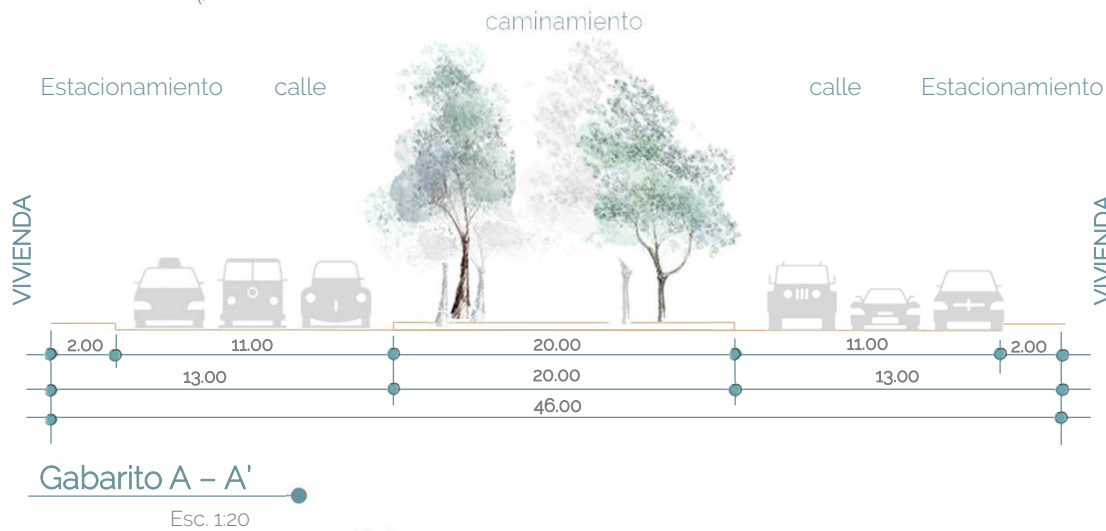 caminamiento
Estacionamiento calle calle Estacionamiento
VIVIENDA
VIVIENDA
2.00 11.00 20.00 11.00 2.00
13.00 20.00 13.00
46.00
Gabarito A – A'
Esc. 1:20